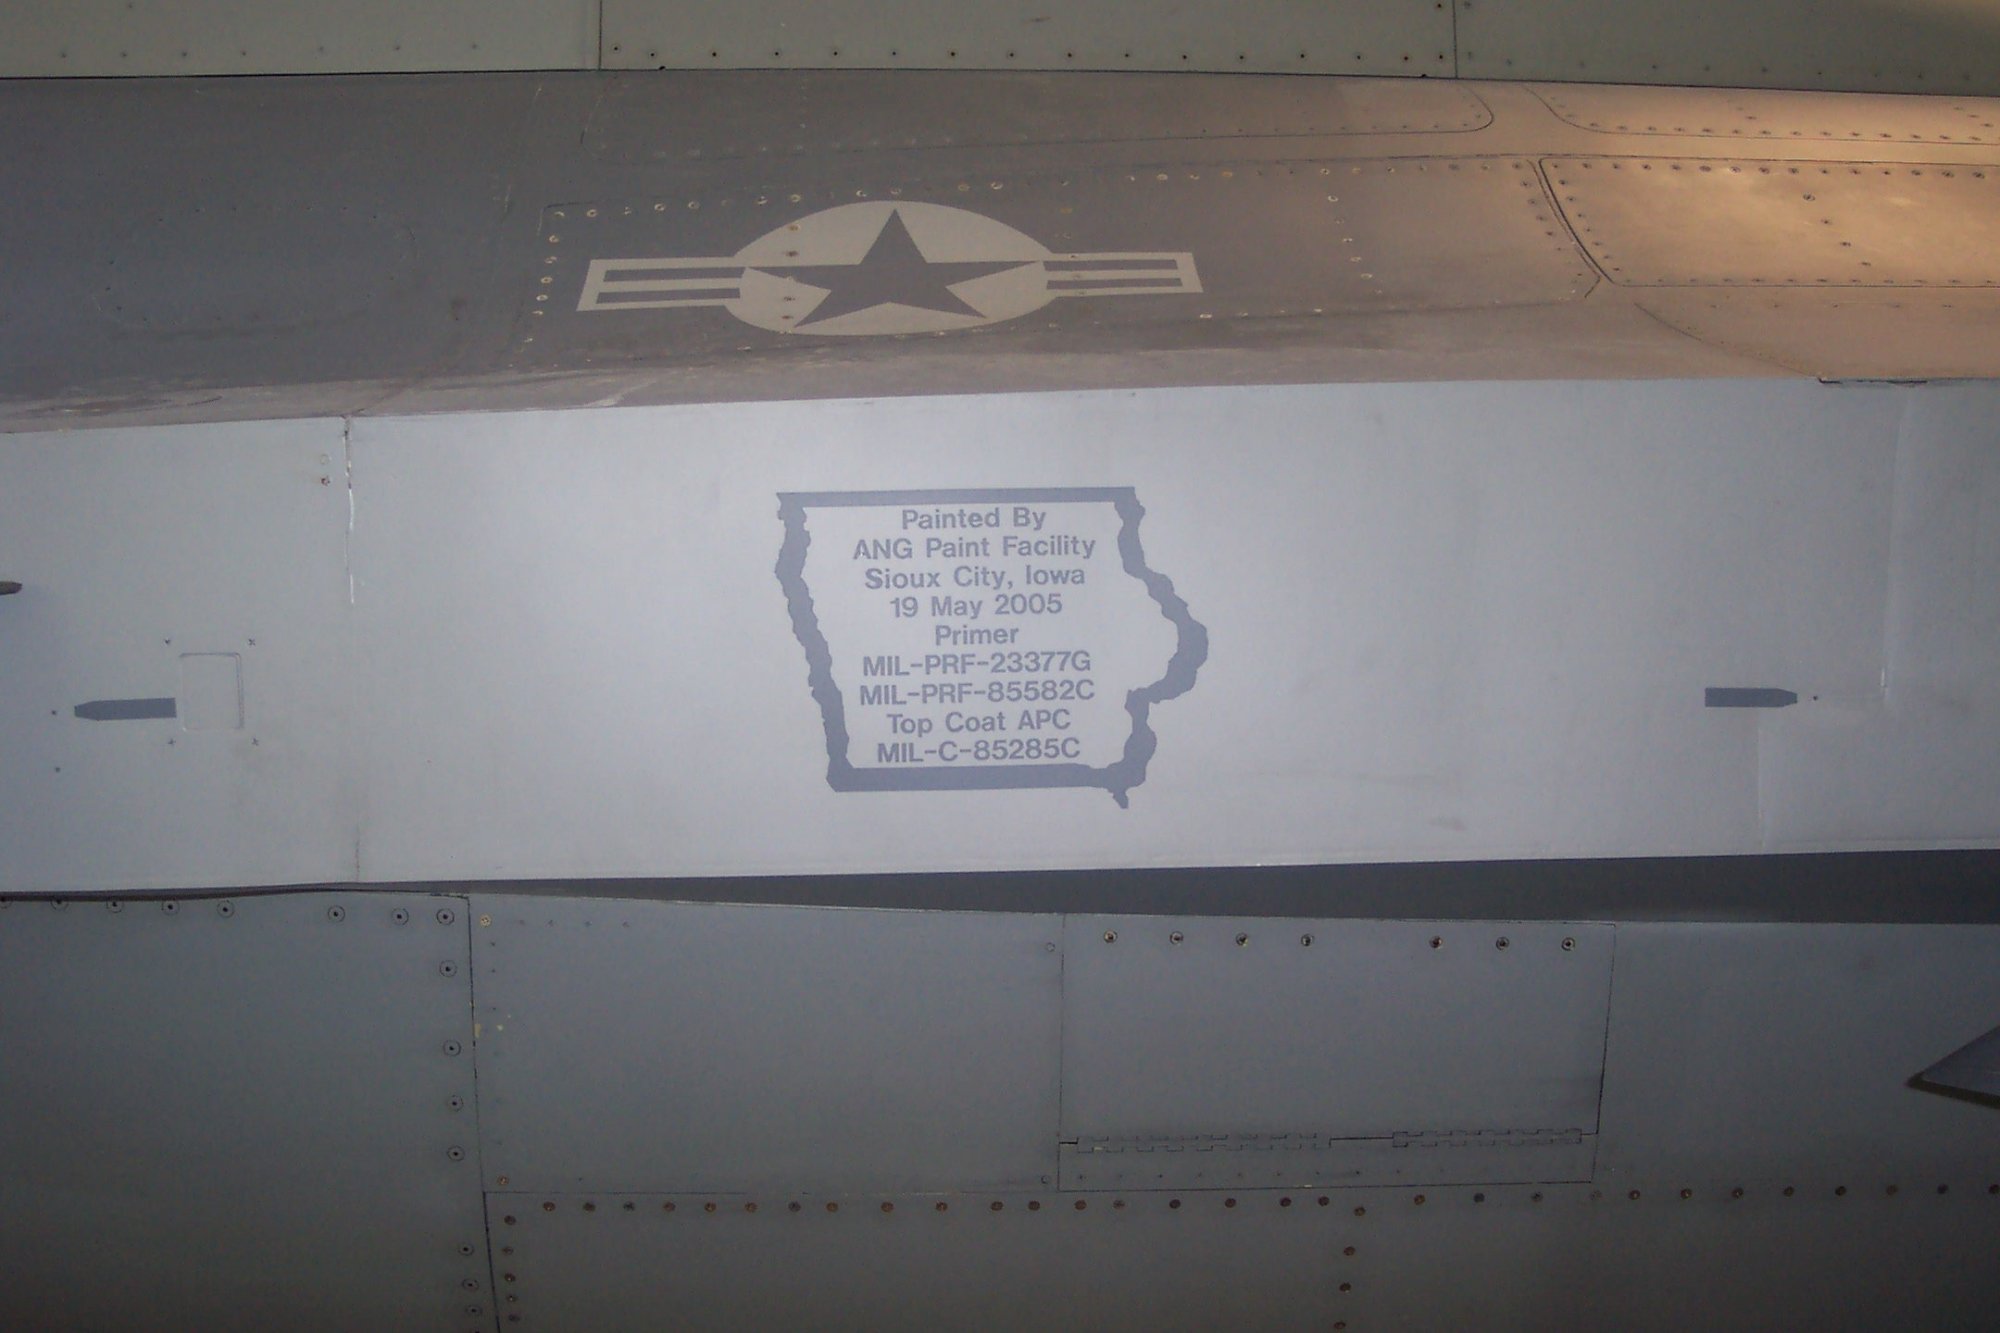 Painted By
ANG Paint Facility
Sioux City, Iowa
19 May 2005
Primer
MIL-PRF-23377G
MIL-PRF-85582C
Top Coat APC
MIL-C-85285C